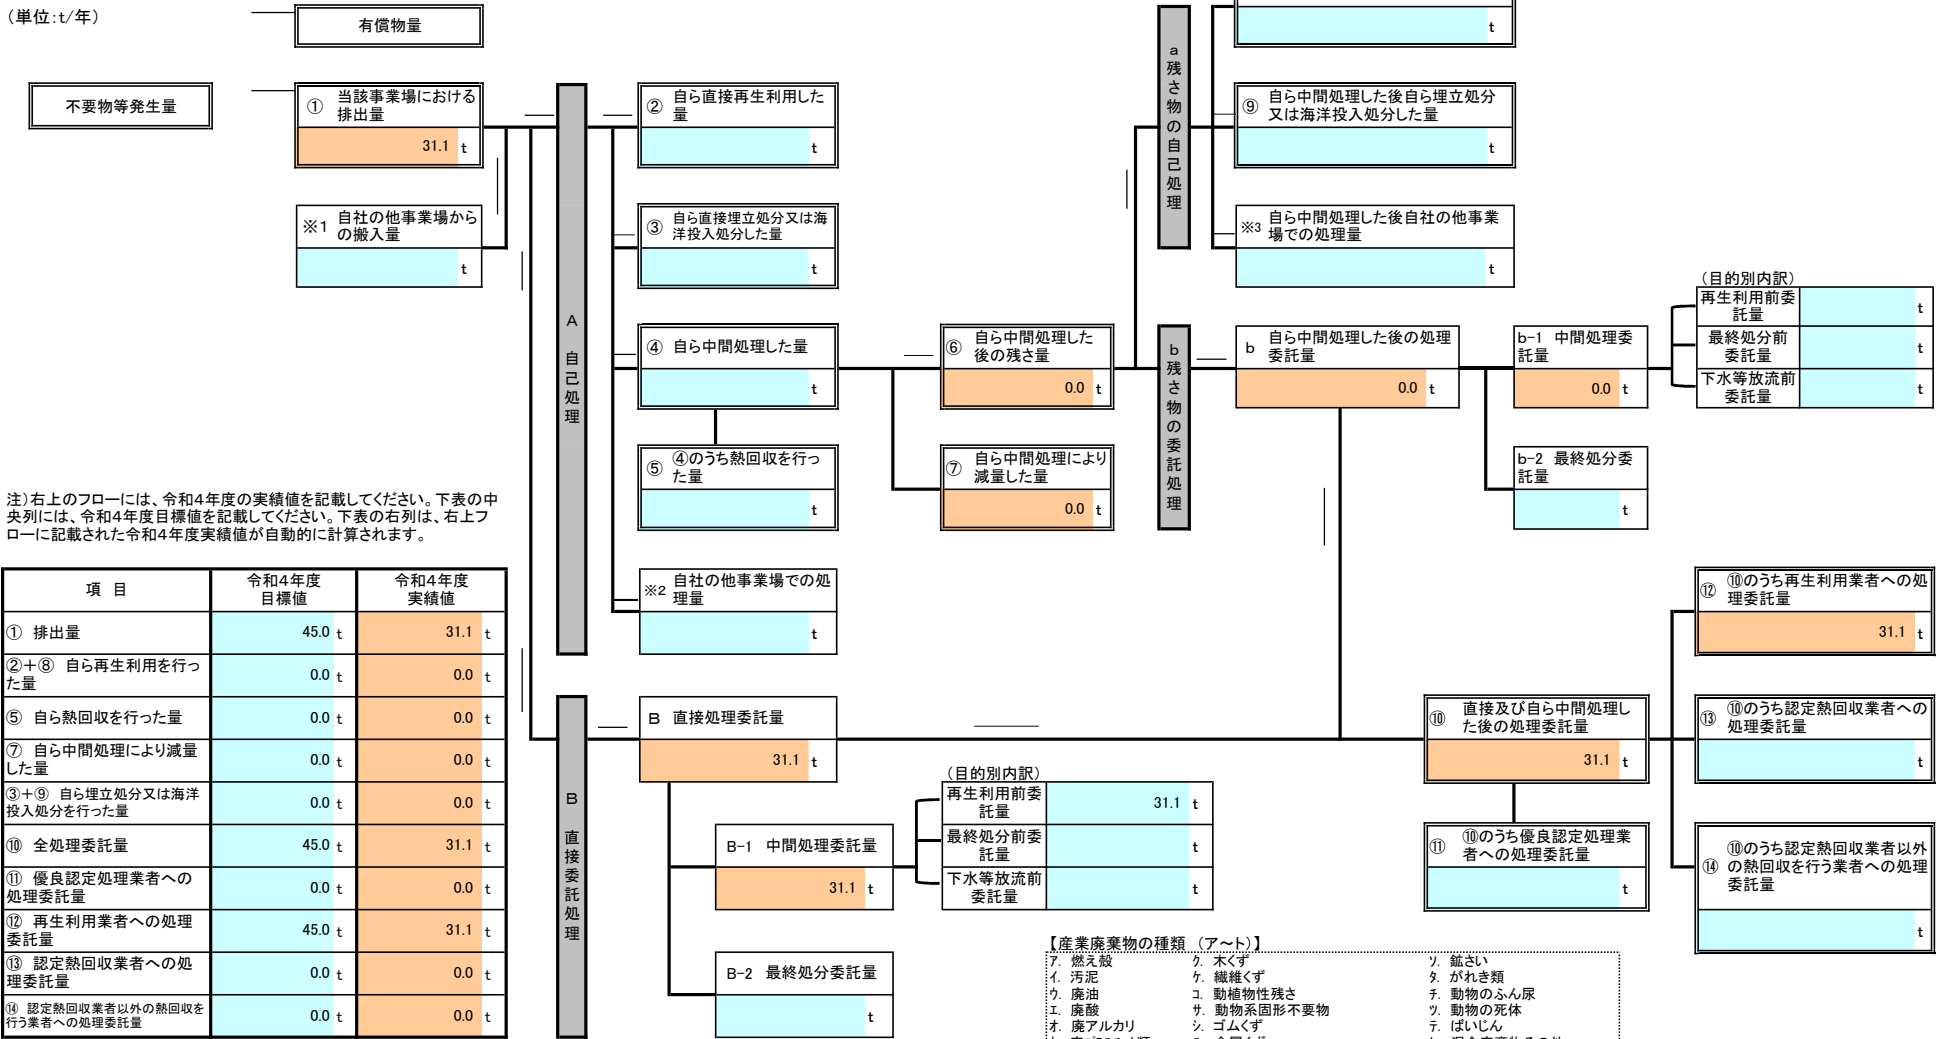 （単位:t/年）
有償物量
t
不要物等発生量
① 当該事業場における
排出量
31.1 t
※1 自社の他事業場から
の搬入量
t
A 自己処理
② 自ら直接再生利用した
量
t
③ 自ら直接埋立処分又は海
洋投入処分した量
t
④ 自ら中間処理した量
t
⑤ ④のうち熱回収を行っ
た量
t
※2 自社の他事業場での処
理量
t
⑥ 自ら中間処理した
後の残さ量
0.0 t
⑦ 自ら中間処理により
減量した量
0.0 t
a残さ物の自己処理
⑨ 自ら中間処理した後自ら埋立処分
又は海洋投入処分した量
t
※3 自ら中間処理した後自社の他事業
場での処理量
t
b残さ物の委託処理
b 自ら中間処理した後の処理
委託量
0.0 t
b-1 中間処理委
託量
0.0 t
b-2 最終処分委
託量
t
（目的別内訳）
再生利用前委
託量
t
最終処分前
委託量
t
下水等放流前
委託量
t
注）右上のフローには、令和４年度の実績値を記載してください。下表の中
央列には、令和４年度目標値を記載してください。下表の右列は、右上フ
ローに記載された令和４年度実績値が自動的に計算されます。
項 目 令和４年度
目標値 令和４年度
実績値
① 排出量 45.0 t 31.1 t
②＋⑧ 自ら再生利用を行っ
た量 0.0 t 0.0 t
⑤ 自ら熱回収を行った量 0.0 t 0.0 t
⑦ 自ら中間処理により減量
した量 0.0 t 0.0 t
③＋⑨ 自ら埋立処分又は海洋
投入処分を行った量 0.0 t 0.0 t
⑩ 全処理委託量 45.0 t 31.1 t
⑪ 優良認定処理業者への
処理委託量 0.0 t 0.0 t
⑫ 再生利用業者への処理
委託量 45.0 t 31.1 t
⑬ 認定熱回収業者への処
理委託量 0.0 t 0.0 t
⑭ 認定熱回収業者以外の熱回収を
行う業者への処理委託量 0.0 t 0.0 t
B 直接委託処理
B 直接処理委託量
31.1 t
B-1 中間処理委託量
31.1 t
B-2 最終処分委託量
t
（目的別内訳）
再生利用前委
託量
31.1 t
最終処分前委
託量
t
下水等放流前
委託量
t
⑩ 直接及び自ら中間処理し
た後の処理委託量
31.1 t
⑪ ⑩のうち優良認定処理業
者への処理委託量
t
⑫ ⑩のうち再生利用業者への処
理委託量
31.1 t
⑬ ⑩のうち認定熱回収業者への
処理委託量
t
⑭ ⑩のうち認定熱回収業者以外
の熱回収を行う業者への処理
委託量
t
【産業廃棄物の種類 （ア～ト）】
ア. 燃え殻 ク. 木くず ソ. 鉱さい
イ. 汚泥 ケ. 繊維くず タ. がれき類
ウ. 廃油 コ. 動植物性残さ チ. 動物のふん尿
エ. 廃酸 サ. 動物系固形不要物 ツ. 動物の死体
オ. 廃アルカリ シ. ゴムくず テ. ばいじん